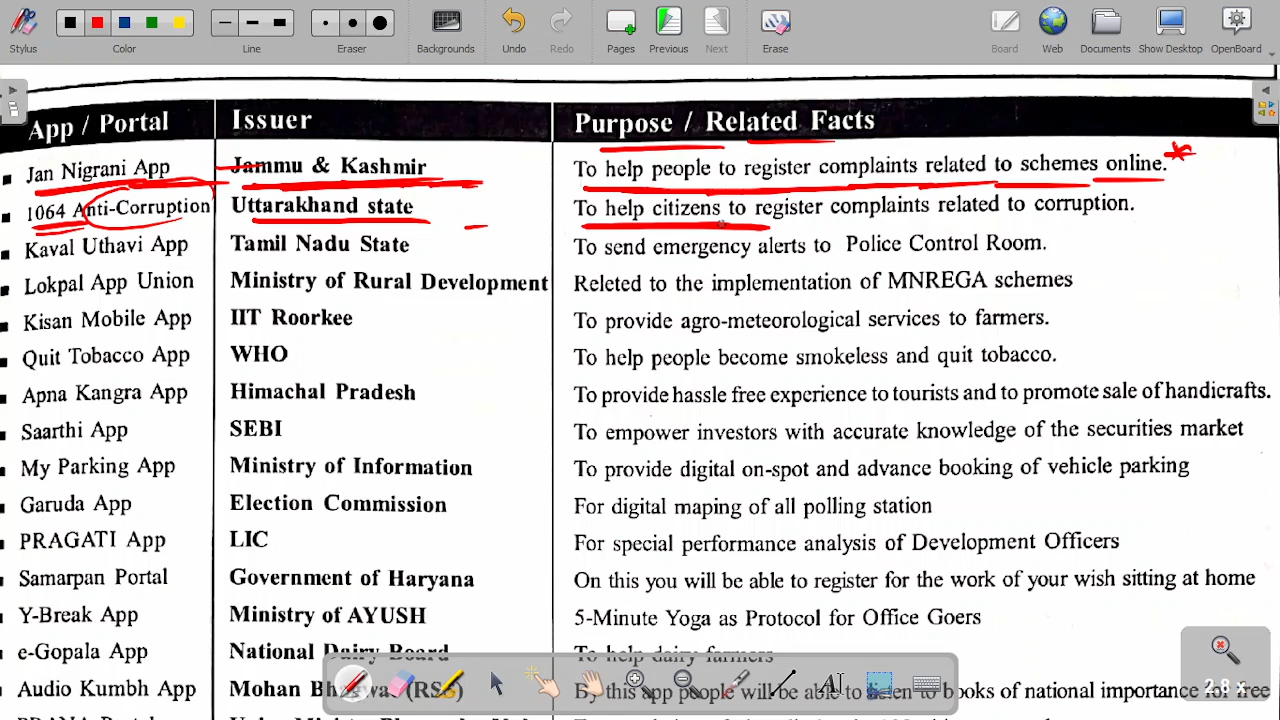 Stylus Color Line Eraser Backgrounds Undo Redo Pages Previous Next Erase Board Web Documents Show Desktop OpenBoard
App / Portal Issuer Purpose / Related Facts
Jan Nigrani App Jammu & Kashmir To help people to register complaints related to schemes online.
1064 Anti-Corruption Uttarakhand state To help citizens to register complaints related to corruption.
Kaval Uthavi App Tamil Nadu State To send emergency alerts to Police Control Room.
Lokpal App Union Ministry of Rural Development Releted to the implementation of MNREGA schemes
Kisan Mobile App IIT Roorkee To provide agro-meteorological services to farmers.
Quit Tobacco App WHO To help people become smokeless and quit tobacco.
Apna Kangra App Himachal Pradesh To provide hassle free experience to tourists and to promote sale of handicrafts.
Saarthi App SEBI To empower investors with accurate knowledge of the securities market
My Parking App Ministry of Information To provide digital on-spot and advance booking of vehicle parking
Garuda App Election Commission For digital maping of all polling station
PRAGATI App LIC For special performance analysis of Development Officers
Samarpan Portal Government of Haryana On this you will be able to register for the work of your wish sitting at home
Y-Break App Ministry of AYUSH 5-Minute Yoga as Protocol for Office Goers
e-Gopala App National Dairy Board To help dairy farmers
Audio Kumbh App Mohan (RSS) By this app people will be able to listen to books of national importance
2.8 x